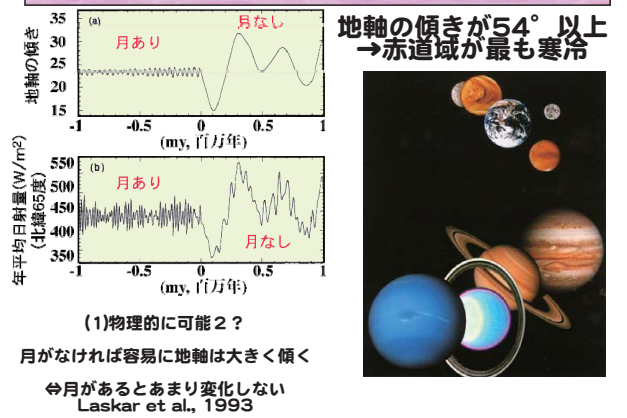 地軸の傾きが54°以上
→赤道域が最も寒冷
(a)
月あり
月なし
地軸の傾き
35
30
25
20
15
-1 -0.5 0 0.5 1
(my, 百万年)
(b)
月あり
月なし
年平均日射量(W/m²)
(北緯65度)
550
500
450
400
350
-1 -0.5 0 0.5 1
(my, 百万年)
(1)物理的に可能2?
月がなければ容易に地軸は大きく傾く
⇔月があるとあまり変化しない
Laskar et al., 1993